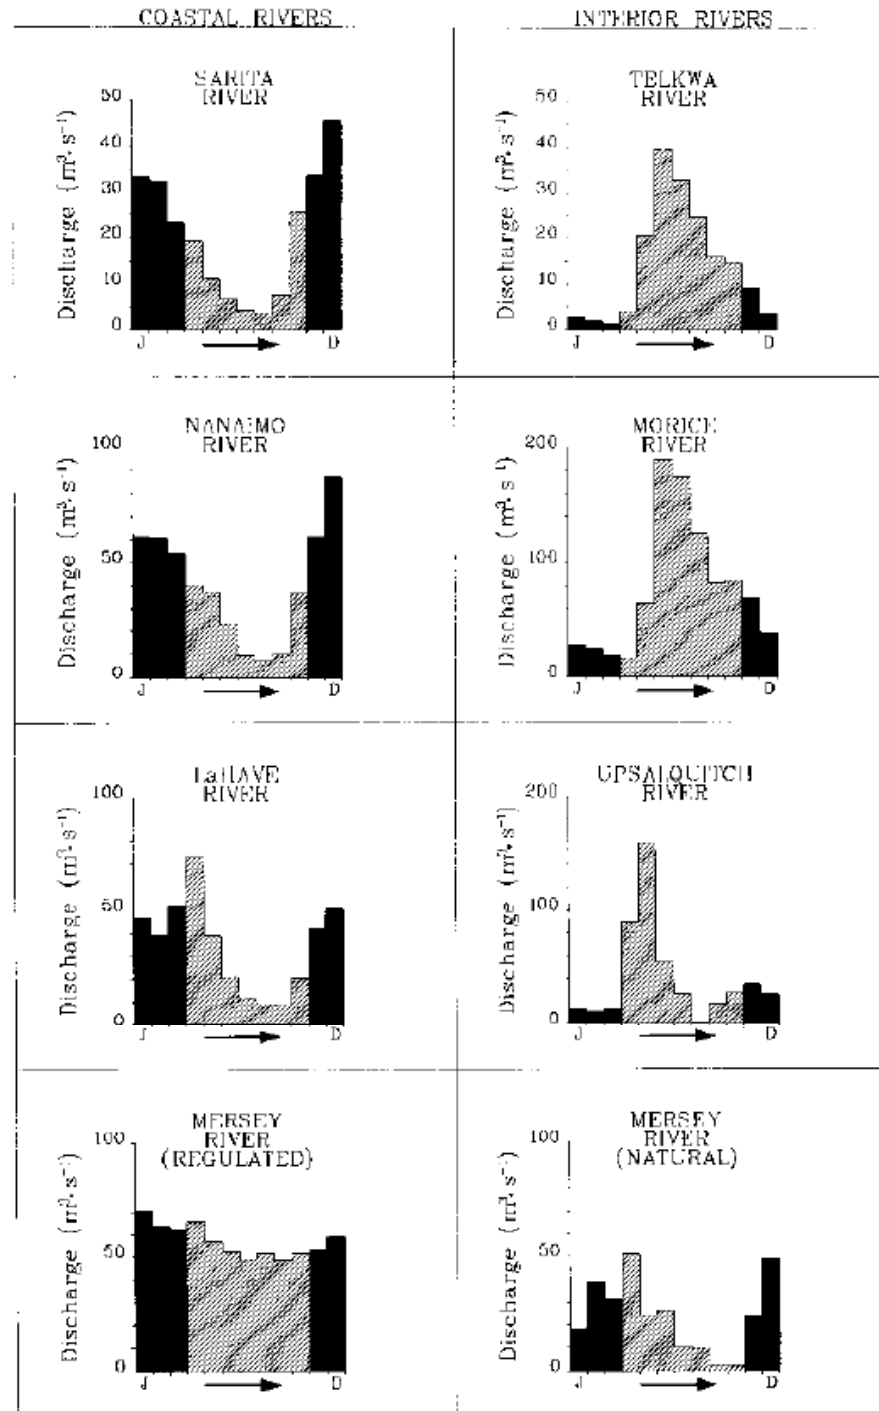 COASTAL RIVERS
INTERIOR RIVERS
SARITA
RIVER
50
40
30
20
10
0
Discharge (m³·s⁻¹)
J D
TELKWA
RIVER
50
40
30
20
10
0
Discharge (m³·s⁻¹)
J D
NANAIMO
RIVER
100
50
0
Discharge (m³·s⁻¹)
J D
MORICE
RIVER
200
100
0
Discharge (m³·s⁻¹)
J D
LaHAVE
RIVER
100
50
0
Discharge (m³·s⁻¹)
J D
UPSALQUITCH
RIVER
200
100
0
Discharge (m³·s⁻¹)
J D
MERSEY
RIVER
(REGULATED)
100
50
0
Discharge (m³·s⁻¹)
J D
MERSEY
RIVER
(NATURAL)
100
50
0
Discharge (m³·s⁻¹)
J D